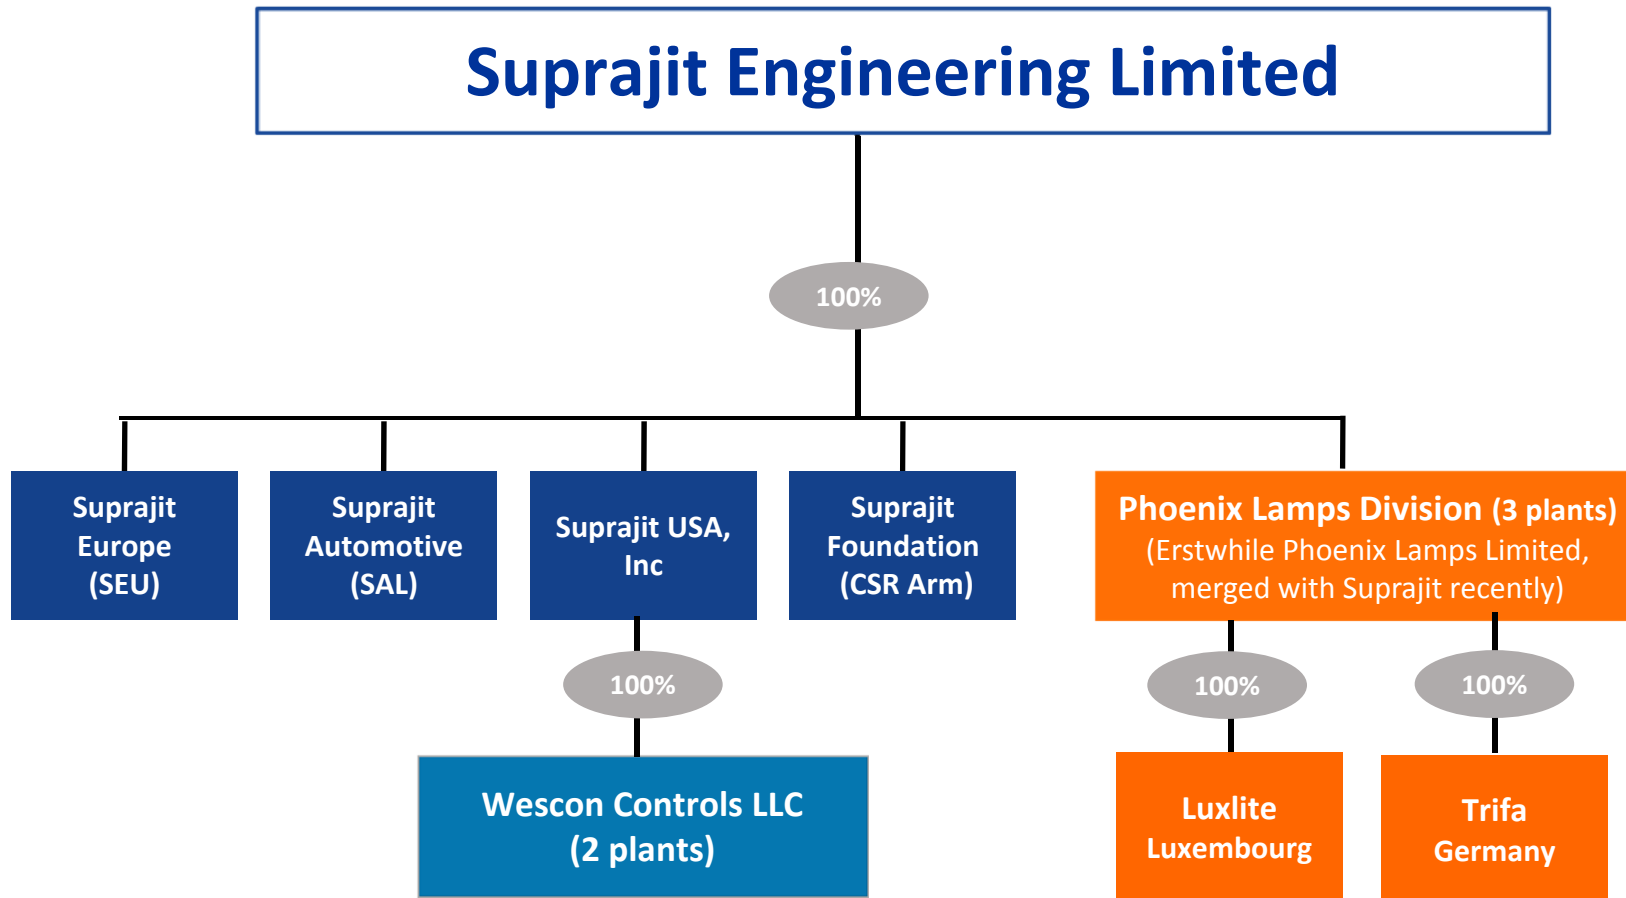 Suprajit Engineering Limited
100%
Suprajit
Europe
(SEU)
Suprajit
Automotive
(SAL)
Suprajit USA,
Inc
Suprajit
Foundation
(CSR Arm)
Phoenix Lamps Division (3 plants)
(Erstwhile Phoenix Lamps Limited,
merged with Suprajit recently)
100%
100%
100%
Wescon Controls LLC
(2 plants)
Luxlite
Luxembourg
Trifa
Germany